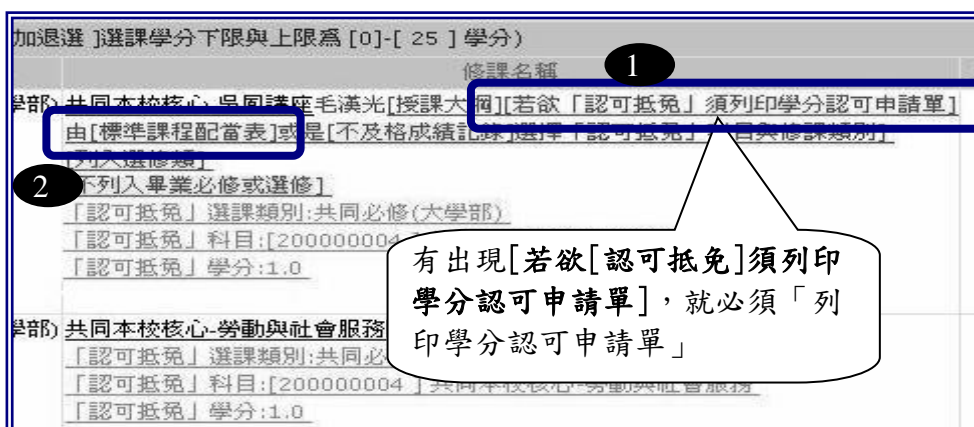 加退選 ]選課學分下限與上限爲 [0]-[ 25 ] 學分)
修課名稱
1
學部) 共同本校核心-吳鳳講座毛漢光[授課大綱][若欲「認可抵免」須列印學分認可申請單]
由[標準課程配當表]或是[不及格成績記錄]選擇「認可抵免」科目與修課類別]
[列入選修類]
2
不列入畢業必修或選修]
「認可抵免」選課類別:共同必修(大學部)
「認可抵免」科目:[200000004
「認可抵免」學分:1.0
有出現[若欲[認可抵免]須列印
學分認可申請單],就必須「列
印學分認可申請單」
學部) 共同本校核心-勞動與社會服務
「認可抵免」選課類別:共同必
「認可抵免」科目:[200000004 ] 共同本校核心-勞動與社會服務
「認可抵免」學分:1.0